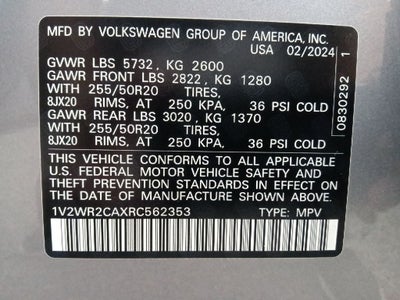 MFD BY VOLKSWAGEN GROUP OF AMERICA, INC.
USA 02/2024
GVWR LBS 5732, KG 2600
GAWR FRONT LBS 2822, KG 1280
WITH 255/50R20 TIRES,
8JX20 RIMS, AT 250 KPA, 36 PSI COLD
GAWR REAR LBS 3020, KG 1370
WITH 255/50R20 TIRES,
8JX20 RIMS, AT 250 KPA, 36 PSI COLD
THIS VEHICLE CONFORMS TO ALL APPLICABLE
U.S. FEDERAL MOTOR VEHICLE SAFETY AND
THEFT PREVENTION STANDARDS IN EFFECT ON
THE DATE OF MANUFACTURE SHOWN ABOVE.
1V2WR2CAXRC562353 TYPE: MPV
0830292 1